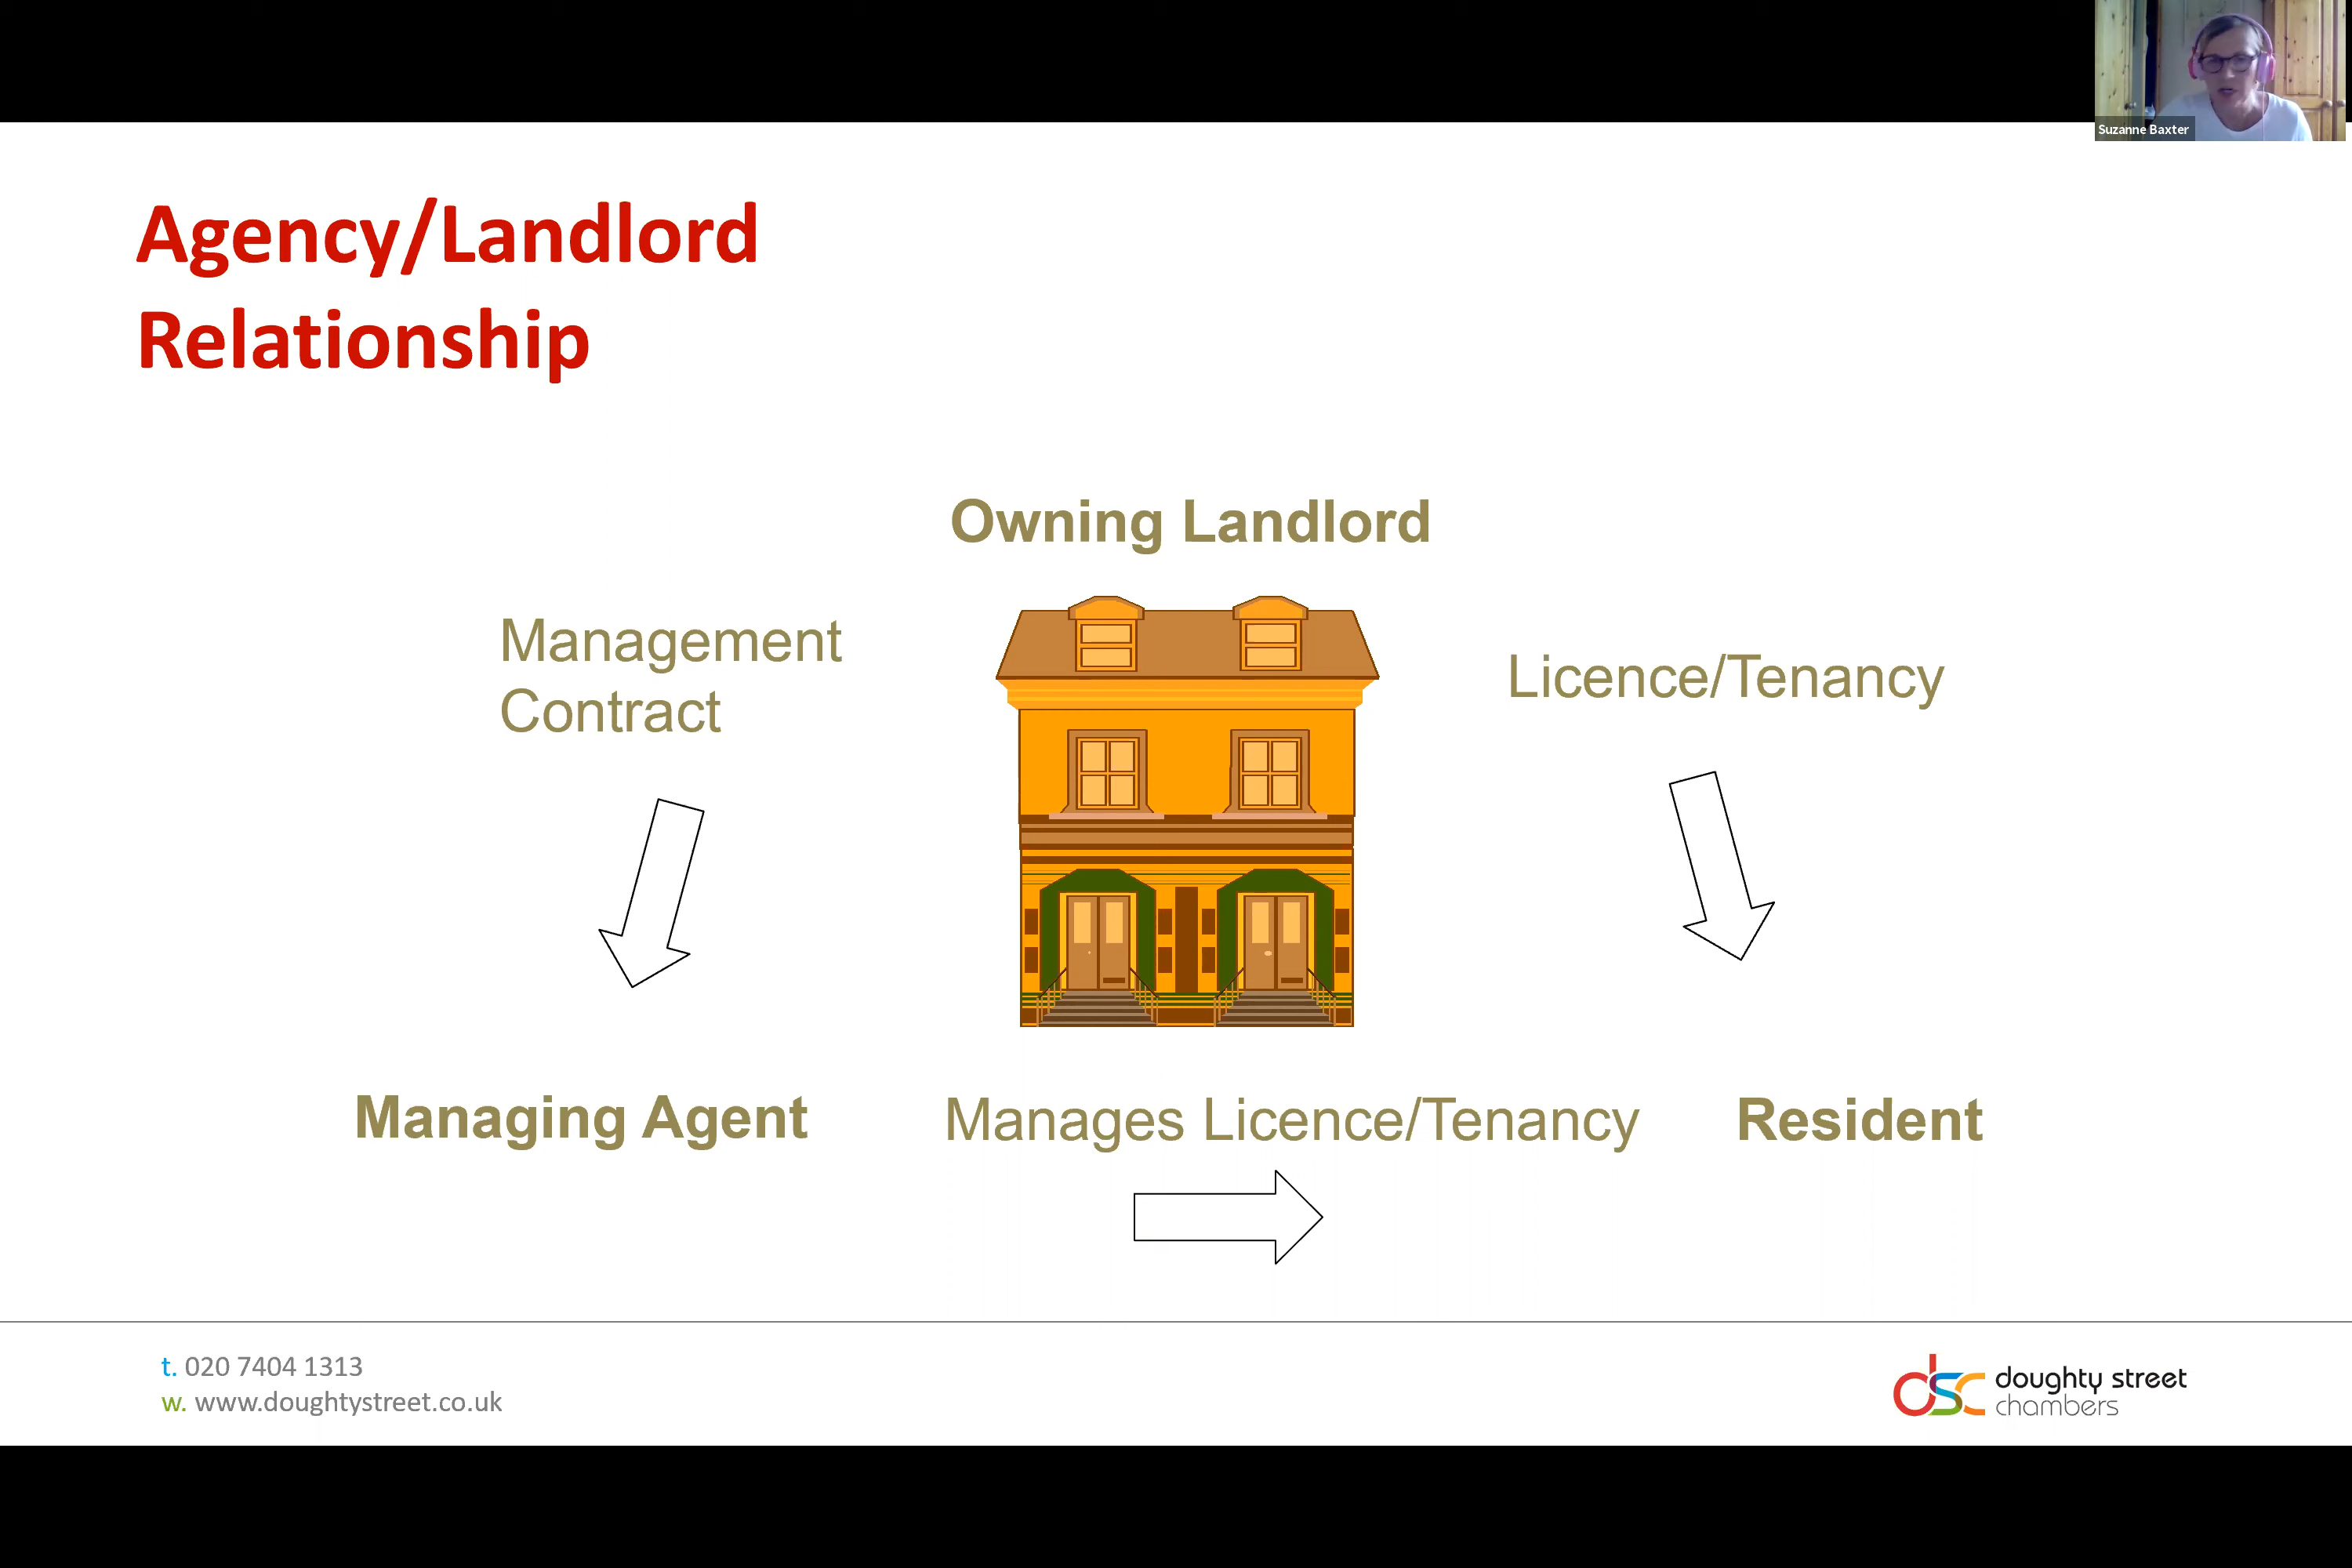 Suzanne Baxter
Agency/Landlord
Relationship
Owning Landlord
Management
Contract
Licence/Tenancy
Managing Agent
Manages Licence/Tenancy
Resident
t. 020 7404 1313
w. www.doughtystreet.co.uk
dsc
doughty street
chambers